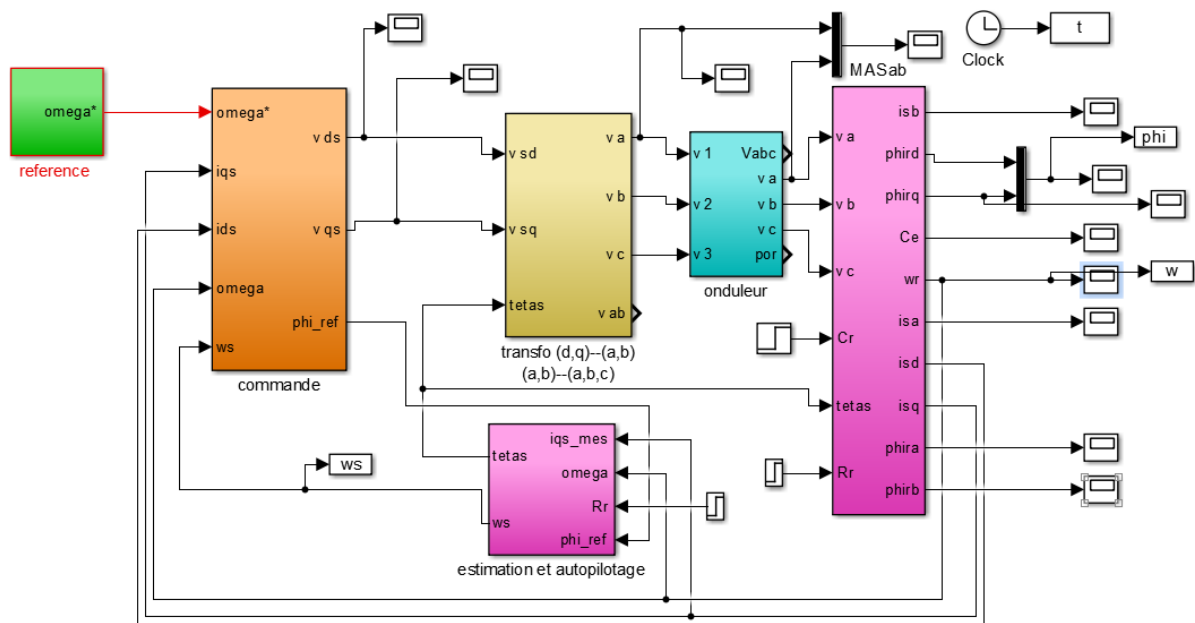 omega*
reference
omega*
iqs
ids
omega
ws
v ds
v qs
phi_ref
commande
v sd
v sq
tetas
v a
v b
v c
v ab
transfo (d,q)--(a,b)
(a,b)--(a,b,c)
v 1
v 2
v 3
Vabc
v a
v b
v c
por
onduleur
MASab
Clock
t
v a
v b
v c
Cr
tetas
Rr
isb
phird
phirq
Ce
wr
isa
isd
isq
phira
phirb
phi
w
ws
tetas
ws
iqs_mes
omega
Rr
phi_ref
estimation et autopilotage